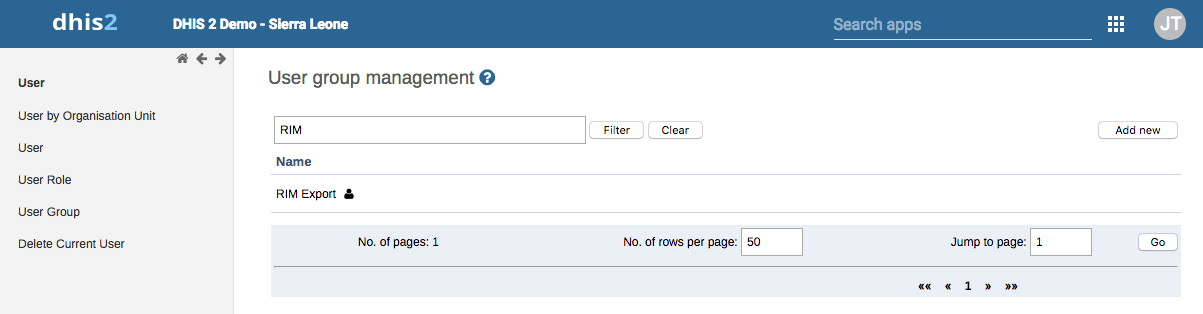 dhis2 DHIS 2 Demo - Sierra Leone Search apps JT
User
User by Organisation Unit
User
User Role
User Group
Delete Current User
User group management ?
RIM Filter Clear Add new
Name
RIM Export
No. of pages: 1 No. of rows per page: 50 Jump to page: 1 Go
«« « 1 » »»